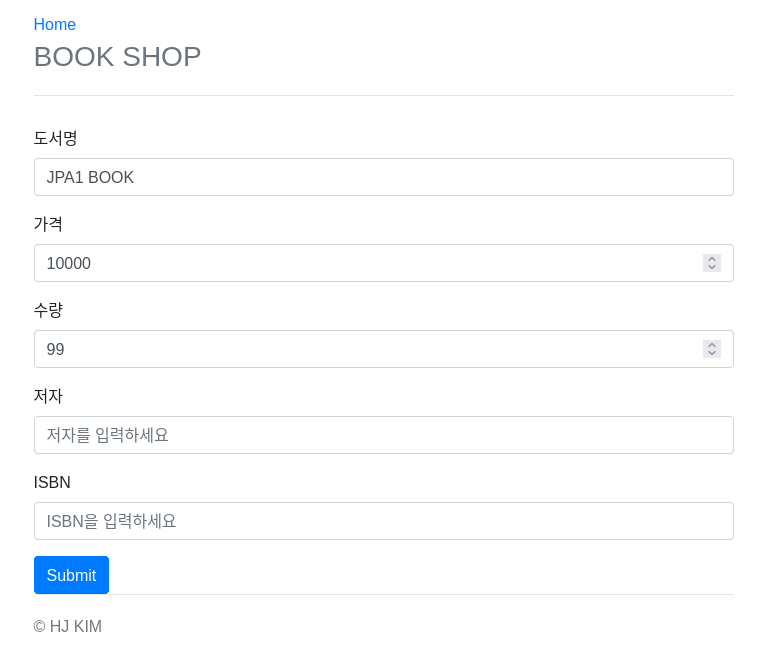 Home
BOOK SHOP
도서명
JPA1 BOOK
가격
10000
수량
99
저자
저자를 입력하세요
ISBN
ISBN을 입력하세요
Submit
© HJ KIM